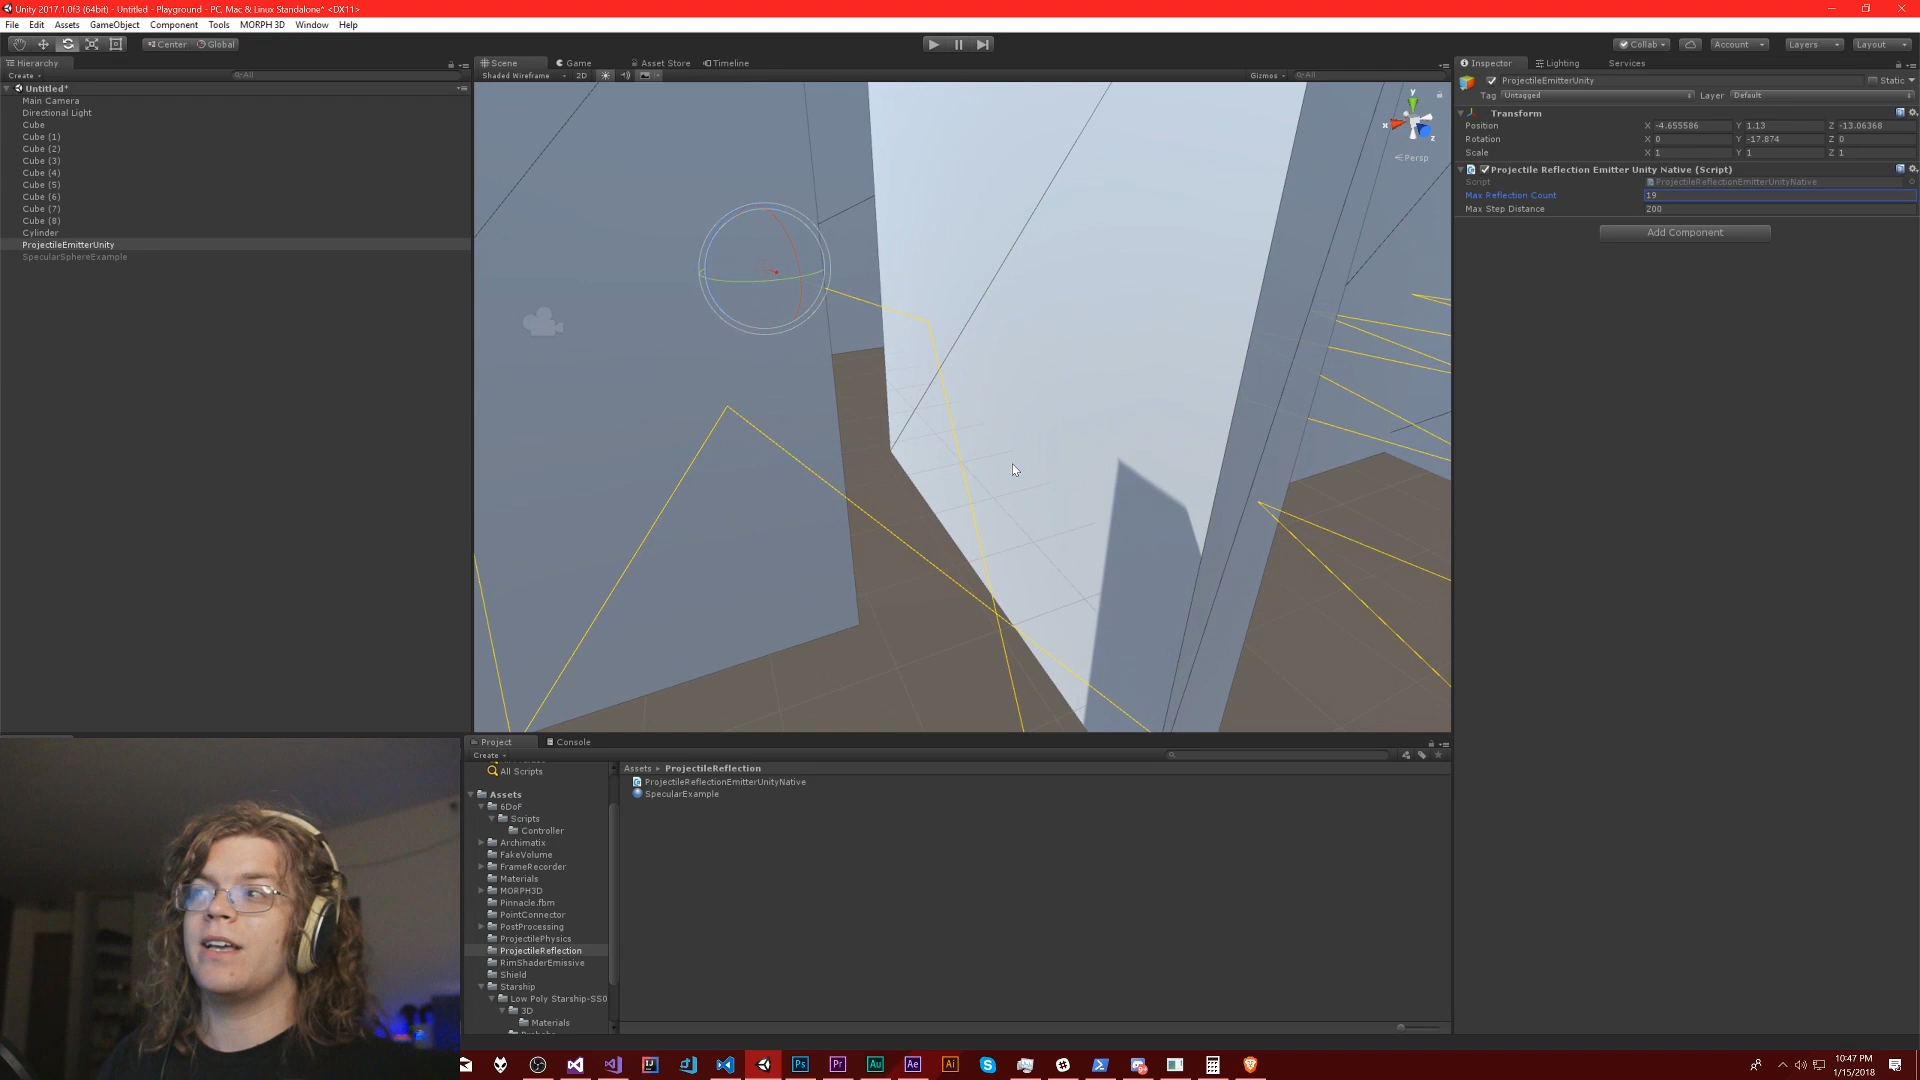 Unity 2017.1.0f3 (64bit) - Untitled - Playground - PC, Mac & Linux Standalone* <DX11>
File Edit Assets GameObject Component Tools MORPH 3D Window Help
Center Global
Collab Account Layers Layout
Hierarchy
Create All
Untitled*
Main Camera
Directional Light
Cube
Cube (1)
Cube (2)
Cube (3)
Cube (4)
Cube (5)
Cube (6)
Cube (7)
Cube (8)
Cylinder
ProjectileEmitterUnity
SpecularSphereExample
Scene Game Asset Store Timeline
Shaded Wireframe 2D Gizmos All
y
x
z
Persp
Inspector Lighting Services
ProjectileEmitterUnity Static
Tag Untagged Layer Default
Transform
Position X -4.655586 Y 1.13 Z -13.06368
Rotation X 0 Y -17.874 Z 0
Scale X 1 Y 1 Z 1
Projectile Reflection Emitter Unity Native (Script)
Script ProjectileReflectionEmitterUnityNative
Max Reflection Count 19
Max Step Distance 200
Add Component
Project Console
Create
All Scripts
Assets
6DoF
Scripts
Controller
Archimatix
FakeVolume
FrameRecorder
Materials
MORPH3D
Pinnacle.fbm
PointConnector
PostProcessing
ProjectilePhysics
ProjectileReflection
RimShaderEmissive
Shield
Starship
Low Poly Starship-SS0
3D
Materials
Assets ▸ ProjectileReflection
ProjectileReflectionEmitterUnityNative
SpecularExample
Ps Pr Au Ae Ai
10:47 PM
1/15/2018